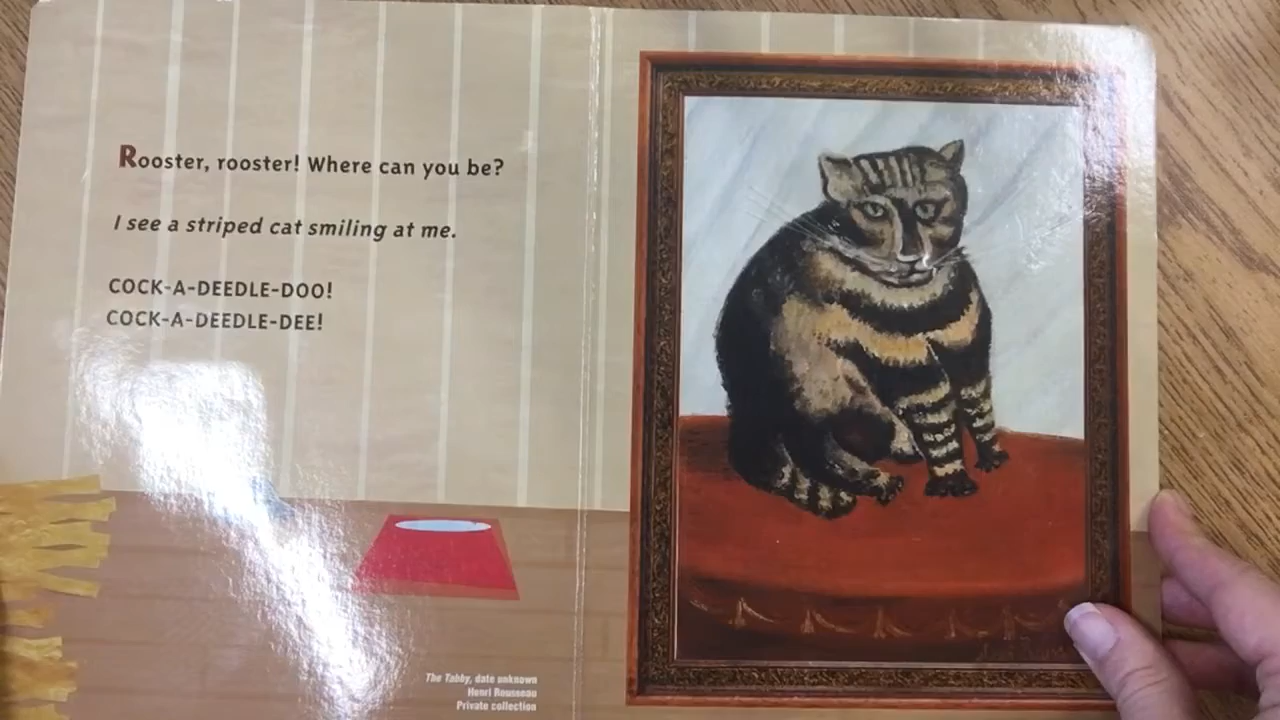 Rooster, rooster! Where can you be?
I see a striped cat smiling at me.
COCK-A-DEEDLE-DOO!
COCK-A-DEEDLE-DEE!
The Tabby, date unknown
Henri Rousseau
Private collection